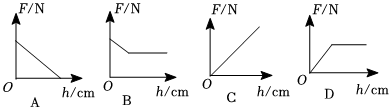 F/N F/N F/N F/N
O h/cm O h/cm O h/cm O h/cm
A B C D